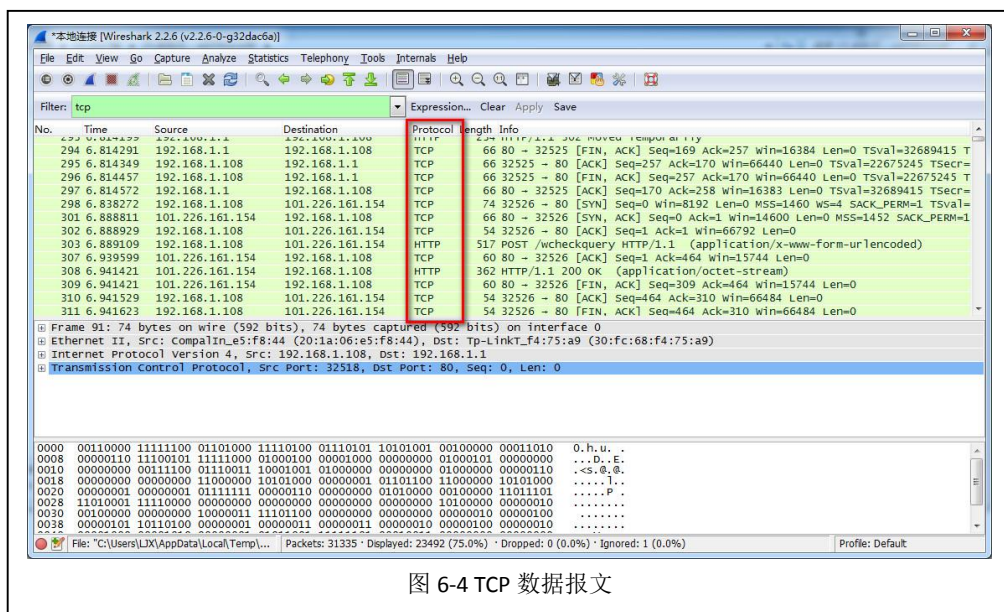 *本地连接 [Wireshark 2.2.6 (v2.2.6-0-g32dac6a)]
File Edit View Go Capture Analyze Statistics Telephony Tools Internals Help
Filter: tcp Expression... Clear Apply Save
No. Time Source Destination Protocol Length Info
293 6.814199 192.168.1.1 192.168.1.108 HTTP 234 HTTP/1.1 302 Moved Temporarily
294 6.814291 192.168.1.1 192.168.1.108 TCP 66 80 → 32525 [FIN, ACK] Seq=169 Ack=257 Win=16384 Len=0 TSval=32689415 T
295 6.814349 192.168.1.108 192.168.1.1 TCP 66 32525 → 80 [ACK] Seq=257 Ack=170 Win=66440 Len=0 TSval=22675245 TSecr=
296 6.814457 192.168.1.108 192.168.1.1 TCP 66 32525 → 80 [FIN, ACK] Seq=257 Ack=170 Win=66440 Len=0 TSval=22675245 T
297 6.814572 192.168.1.1 192.168.1.108 TCP 66 80 → 32525 [ACK] Seq=170 Ack=258 Win=16383 Len=0 TSval=32689415 TSecr=
298 6.838272 192.168.1.108 101.226.161.154 TCP 74 32526 → 80 [SYN] Seq=0 Win=8192 Len=0 MSS=1460 WS=4 SACK_PERM=1 TSval=
301 6.888811 101.226.161.154 192.168.1.108 TCP 66 80 → 32526 [SYN, ACK] Seq=0 Ack=1 Win=14600 Len=0 MSS=1452 SACK_PERM=1
302 6.888929 192.168.1.108 101.226.161.154 TCP 54 32526 → 80 [ACK] Seq=1 Ack=1 Win=66792 Len=0
303 6.889109 192.168.1.108 101.226.161.154 HTTP 517 POST /wcheckquery HTTP/1.1 (application/x-www-form-urlencoded)
307 6.939599 101.226.161.154 192.168.1.108 TCP 60 80 → 32526 [ACK] Seq=1 Ack=464 Win=15744 Len=0
308 6.941421 101.226.161.154 192.168.1.108 HTTP 362 HTTP/1.1 200 OK (application/octet-stream)
309 6.941421 101.226.161.154 192.168.1.108 TCP 60 80 → 32526 [FIN, ACK] Seq=309 Ack=464 Win=15744 Len=0
310 6.941529 192.168.1.108 101.226.161.154 TCP 54 32526 → 80 [ACK] Seq=464 Ack=310 Win=66484 Len=0
311 6.941623 192.168.1.108 101.226.161.154 TCP 54 32526 → 80 [FIN, ACK] Seq=464 Ack=310 Win=66484 Len=0
Frame 91: 74 bytes on wire (592 bits), 74 bytes captured (592 bits) on interface 0
Ethernet II, Src: CompalIn_e5:f8:44 (20:1a:06:e5:f8:44), Dst: Tp-LinkT_f4:75:a9 (30:fc:68:f4:75:a9)
Internet Protocol Version 4, Src: 192.168.1.108, Dst: 192.168.1.1
Transmission Control Protocol, Src Port: 32518, Dst Port: 80, Seq: 0, Len: 0
0000 00110000 11111100 01101000 11110100 01110101 10101001 00100000 00011010 0.h.u. .
0008 00000110 11100101 11111000 01000100 00001000 00000000 01000101 00000000 ...D..E.
0010 00000000 00111100 01110011 10001001 01000000 00000000 01000000 00000110 .<s.@.@.
0018 00000000 00000000 11000000 10101000 00000001 01101100 11000000 10101000 .....l..
0020 00000001 00000001 01111111 00000110 00000000 01010000 00100000 11011101 .....P .
0028 11010001 11110000 00000000 00000000 00000000 00000000 10100000 00000010 ........
0030 00100000 00000000 10000011 11101100 00000000 00000000 00000010 00000100 .......
0038 00000101 10110100 00000001 00000011 00000011 00000010 00000100 00000010 ........
File: "C:\Users\LJX\AppData\Local\Temp\... Packets: 31335 · Displayed: 23492 (75.0%) · Dropped: 0 (0.0%) · Ignored: 1 (0.0%) Profile: Default
图 6-4 TCP 数据报文